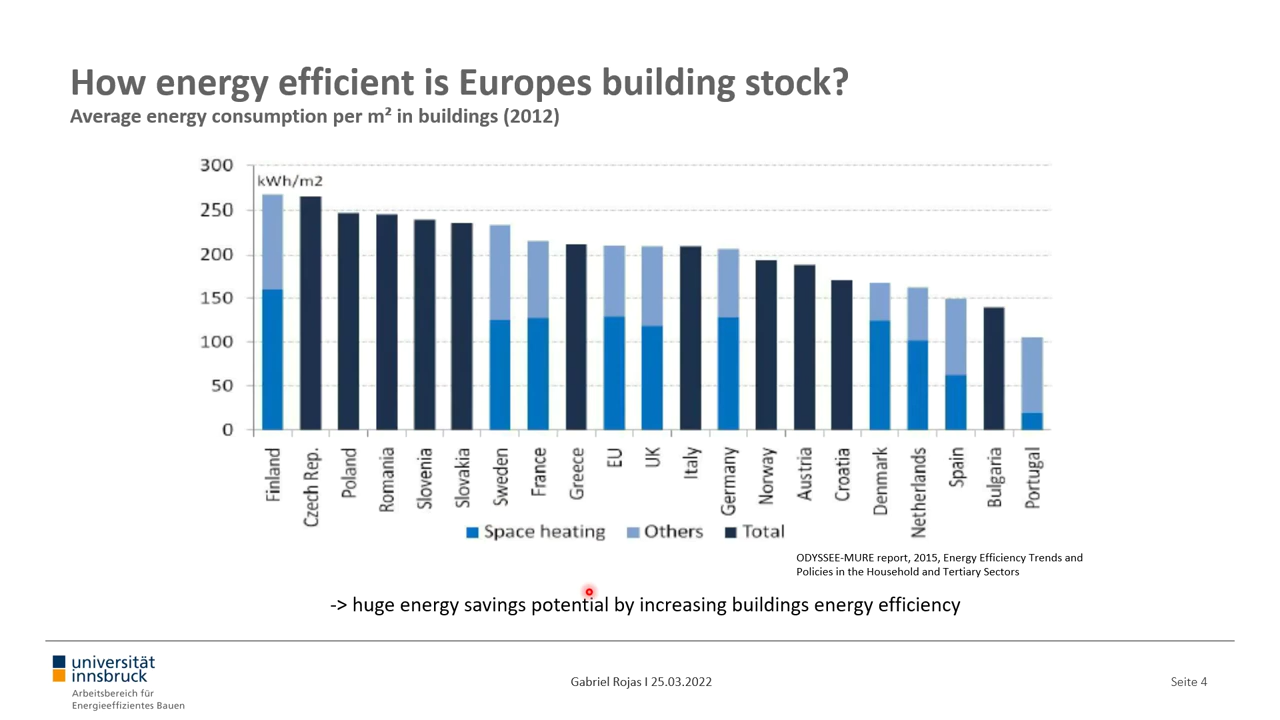 How energy efficient is Europes building stock?
Average energy consumption per m² in buildings (2012)
300
kWh/m2
250
200
150
100
50
0
Finland
Czech Rep.
Poland
Romania
Slovenia
Slovakia
Sweden
France
Greece
EU
UK
Italy
Germany
Norway
Austria
Croatia
Denmark
Netherlands
Spain
Bulgaria
Portugal
Space heating Others Total
ODYSSEE-MURE report, 2015, Energy Efficiency Trends and
Policies in the Household and Tertiary Sectors
-> huge energy savings potential by increasing buildings energy efficiency
universität
innsbruck
Arbeitsbereich für
Energieeffizientes Bauen
Gabriel Rojas I 25.03.2022
Seite 4